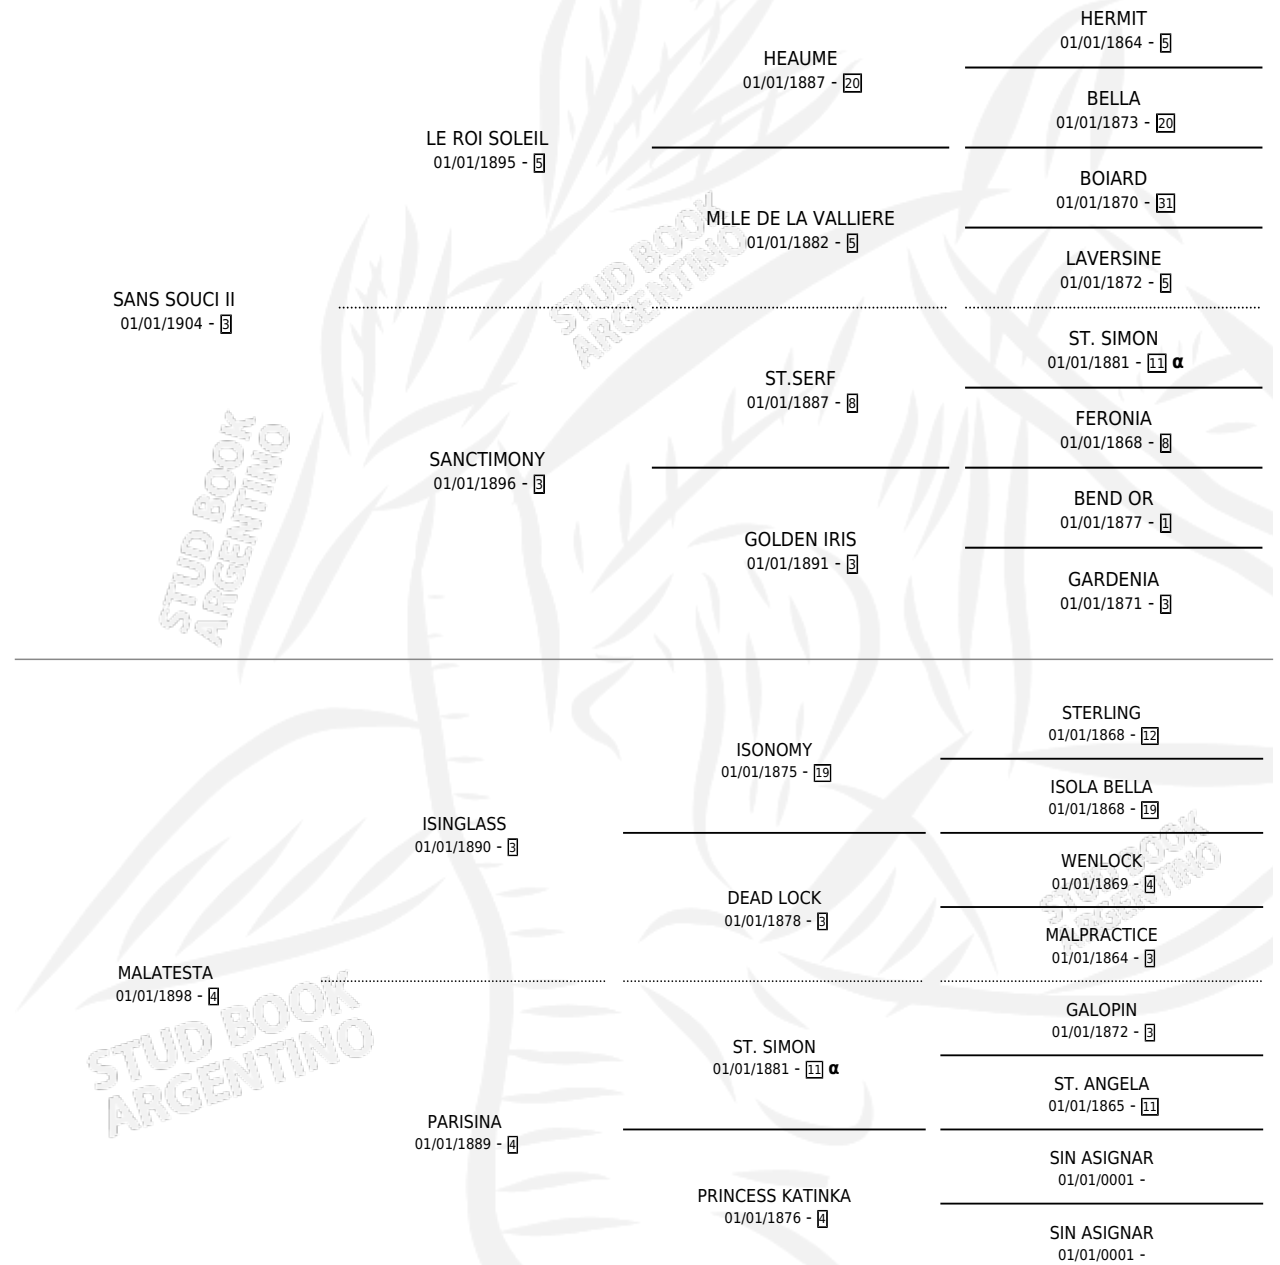 HERMIT
01/01/1864 - 5
HEAUME
01/01/1887 - 20
BELLA
01/01/1873 - 20
LE ROI SOLEIL
01/01/1895 - 5
BOIARD
01/01/1870 - 31
MLLE DE LA VALLIERE
01/01/1882 - 5
LAVERSINE
01/01/1872 - 5
SANS SOUCI II
01/01/1904 - 3
ST. SIMON
01/01/1881 - 11 α
ST.SERF
01/01/1887 - 8
FERONIA
01/01/1868 - 8
SANCTIMONY
01/01/1896 - 3
BEND OR
01/01/1877 - 1
GOLDEN IRIS
01/01/1891 - 3
GARDENIA
01/01/1871 - 3
STUD BOOK
ARGENTINO
STUD BOOK
ARGENTINO
STERLING
01/01/1868 - 12
ISONOMY
01/01/1875 - 19
ISOLA BELLA
01/01/1868 - 19
ISINGLASS
01/01/1890 - 3
WENLOCK
01/01/1869 - 4
DEAD LOCK
01/01/1878 - 3
MALPRACTICE
01/01/1864 - 3
STUD BOOK
ARGENTINO
MALATESTA
01/01/1898 - 4
GALOPIN
01/01/1872 - 3
ST. SIMON
01/01/1881 - 11 α
ST. ANGELA
01/01/1865 - 11
PARISINA
01/01/1889 - 4
SIN ASIGNAR
01/01/0001 -
PRINCESS KATINKA
01/01/1876 - 4
SIN ASIGNAR
01/01/0001 -
STUD BOOK
ARGENTINO